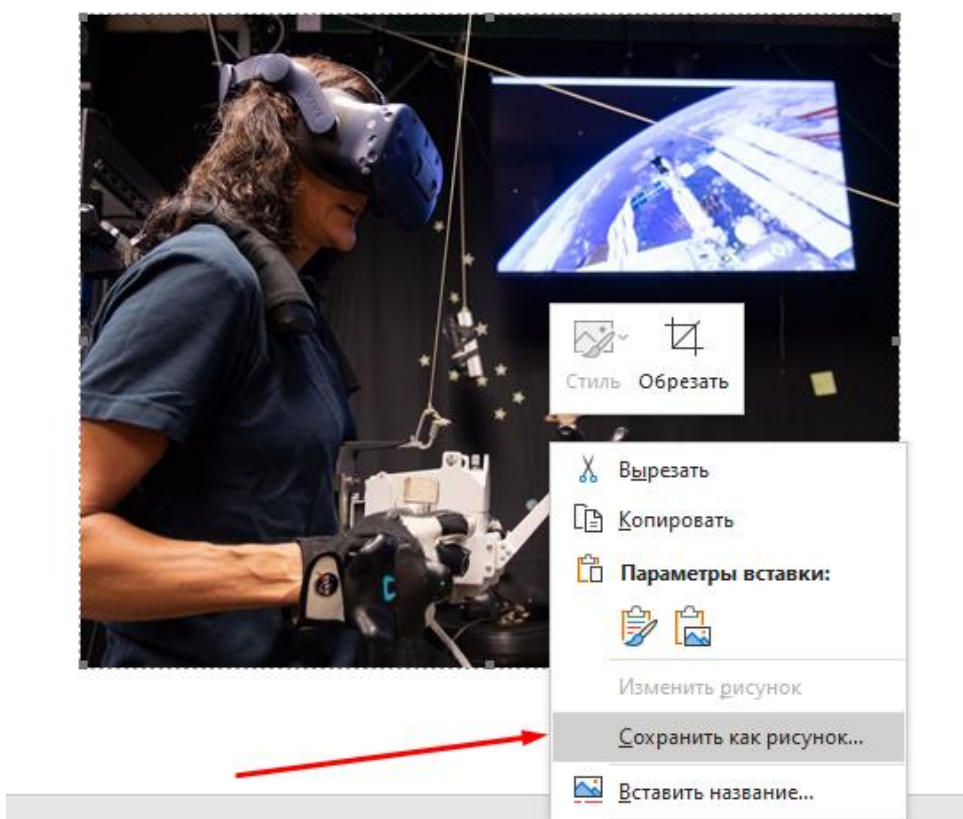 Стиль
Обрезать
Вырезать
Копировать
Параметры вставки:
Изменить рисунок
Сохранить как рисунок...
Вставить название...